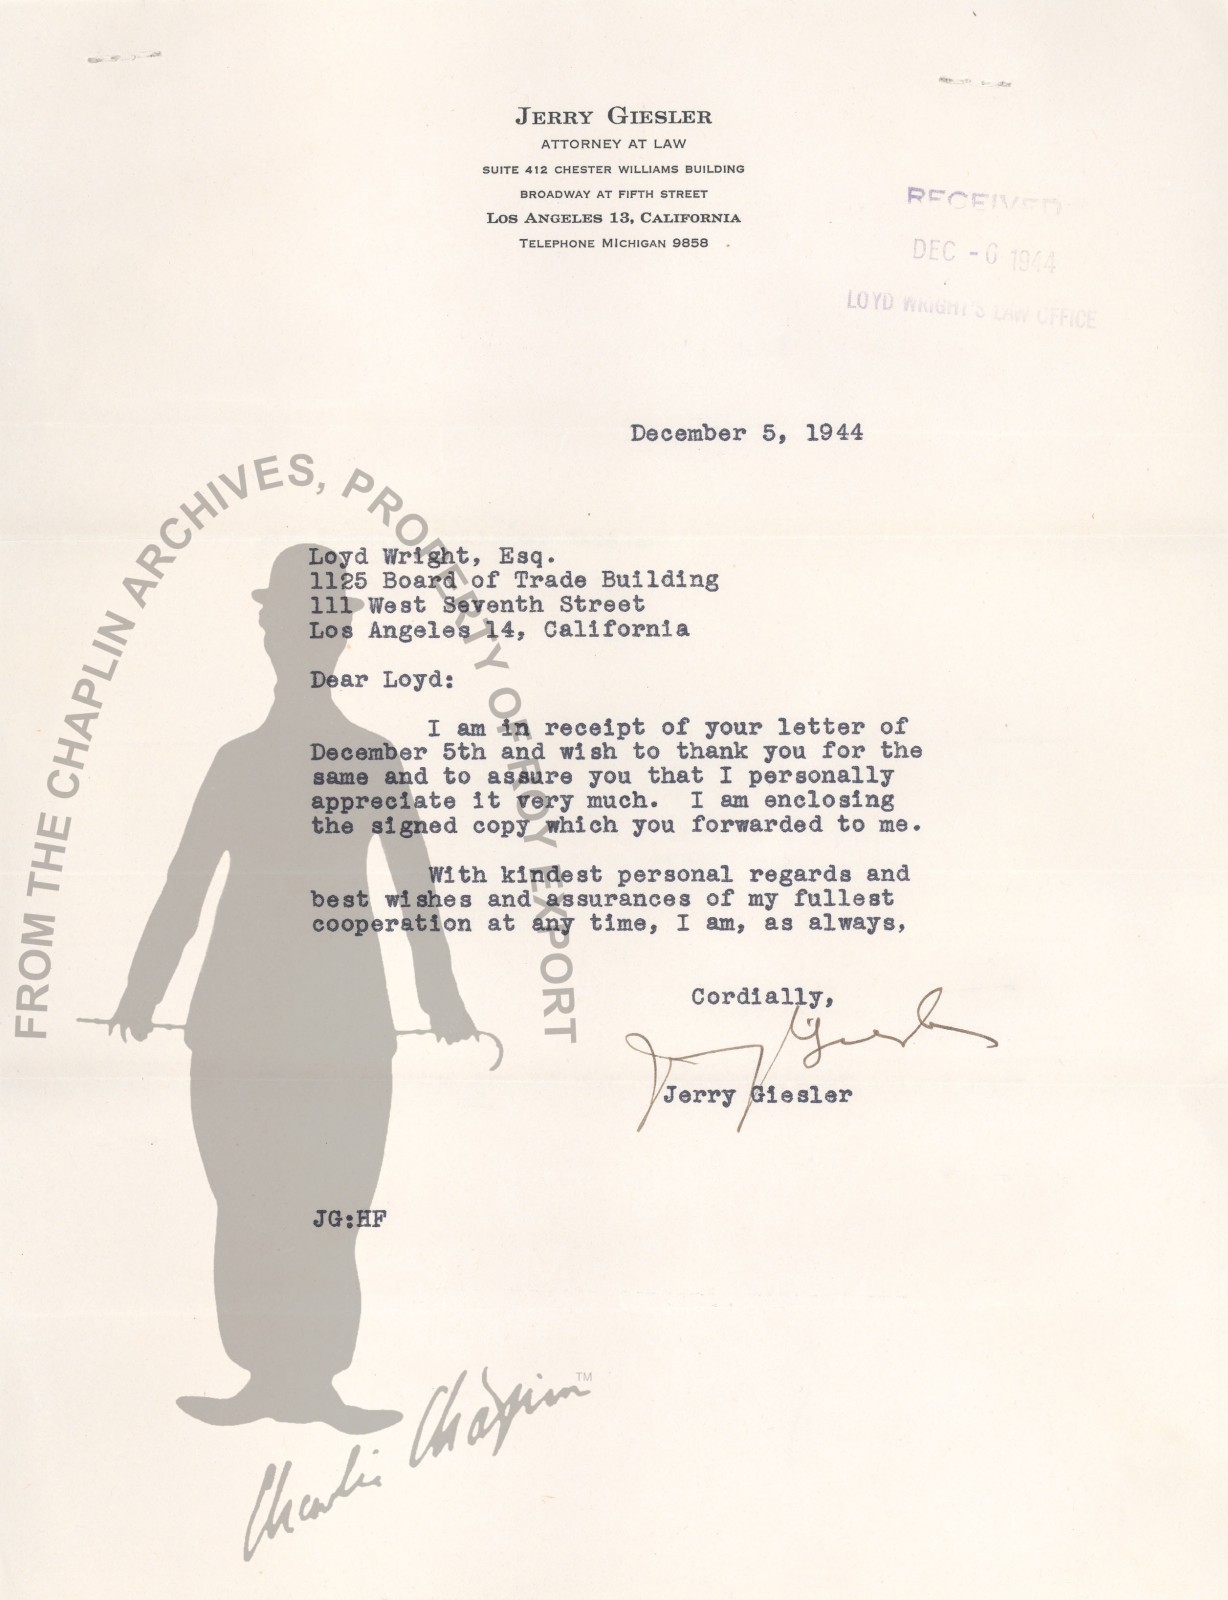 JERRY GIESLER
ATTORNEY AT LAW
SUITE 412 CHESTER WILLIAMS BUILDING
BROADWAY AT FIFTH STREET
LOS ANGELES 13, CALIFORNIA
TELEPHONE MICHIGAN 9858
RECEIVED
DEC - 6 1944
LOYD WRIGHT'S LAW OFFICE
December 5, 1944
FROM THE CHAPLIN ARCHIVES, PROPERTY OF ROY EXPORT
Loyd Wright, Esq.
1125 Board of Trade Building
111 West Seventh Street
Los Angeles 14, California
Dear Loyd:
I am in receipt of your letter of
December 5th and wish to thank you for the
same and to assure you that I personally
appreciate it very much. I am enclosing
the signed copy which you forwarded to me.
With kindest personal regards and
best wishes and assurances of my fullest
cooperation at any time, I am, as always,
Cordially,
Jerry Giesler
Jerry Giesler
JG:HF
Charlie Chaplin™